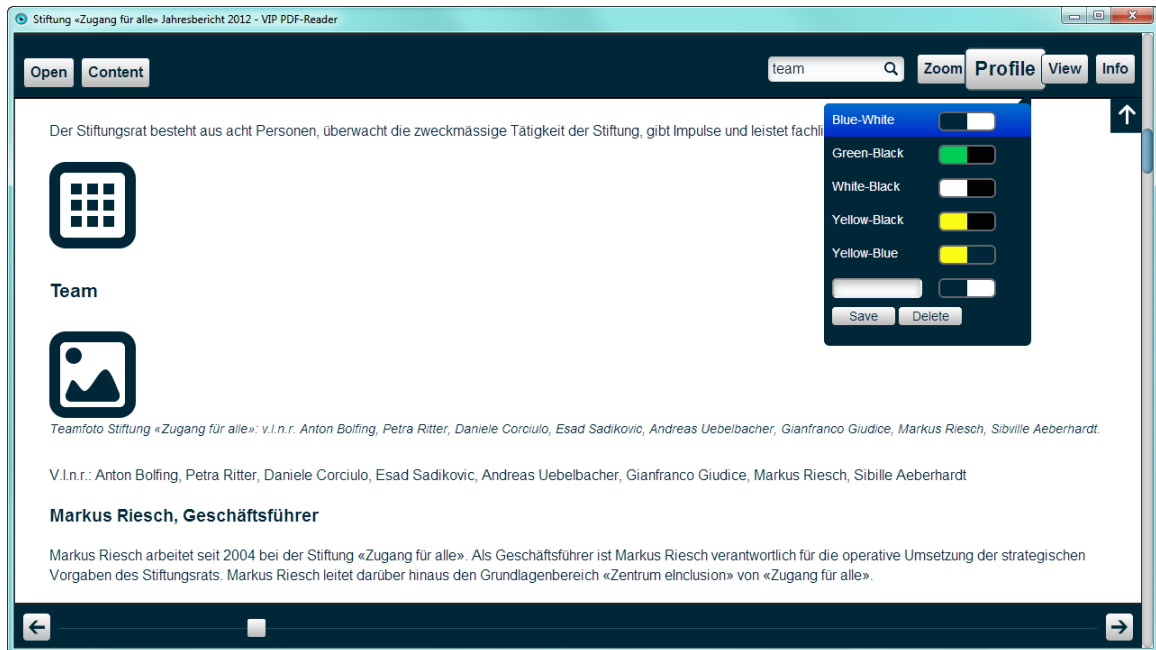 Stiftung «Zugang für alle» Jahresbericht 2012 - VIP PDF-Reader
Open Content team Zoom Profile View Info
Der Stiftungsrat besteht aus acht Personen, überwacht die zweckmässige Tätigkeit der Stiftung, gibt Impulse und leistet fachli
Blue-White
Green-Black
White-Black
Yellow-Black
Yellow-Blue
Save Delete
Team
Teamfoto Stiftung «Zugang für alle»: v.l.n.r. Anton Bolfing, Petra Ritter, Daniele Corciulo, Esad Sadikovic, Andreas Uebelbacher, Gianfranco Giudice, Markus Riesch, Sibville Aeberhardt.
V.l.n.r.: Anton Bolfing, Petra Ritter, Daniele Corciulo, Esad Sadikovic, Andreas Uebelbacher, Gianfranco Giudice, Markus Riesch, Sibille Aeberhardt
Markus Riesch, Geschäftsführer
Markus Riesch arbeitet seit 2004 bei der Stiftung «Zugang für alle». Als Geschäftsführer ist Markus Riesch verantwortlich für die operative Umsetzung der strategischen
Vorgaben des Stiftungsrats. Markus Riesch leitet darüber hinaus den Grundlagenbereich «Zentrum eInclusion» von «Zugang für alle».